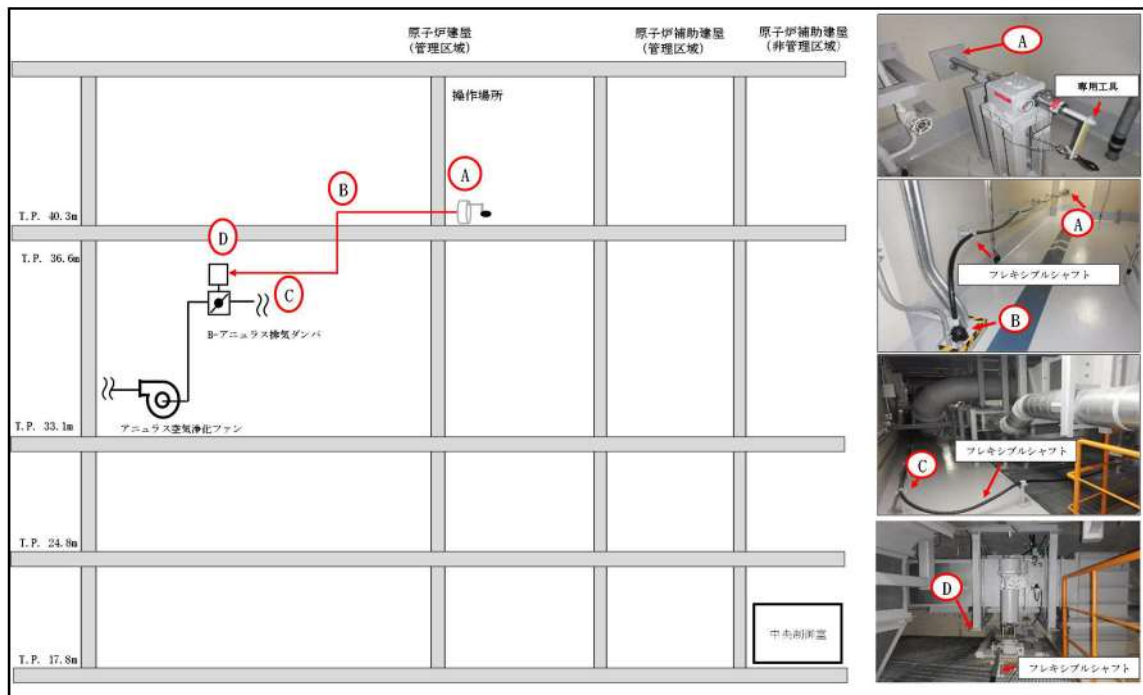 原子炉建屋
(管理区域)
原子炉補助建屋
(管理区域)
原子炉補助建屋
(非管理区域)
操作場所
A
B
T.P. 40.3m
D
T.P. 36.6m
C
B-アニュラス排気ダンパ
アニュラス空気浄化ファン
T.P. 33.1m
T.P. 24.8m
中央制御室
T.P. 17.8m
A
専用工具
A
フレキシブルシャフト
B
フレキシブルシャフト
C
D
フレキシブルシャフト